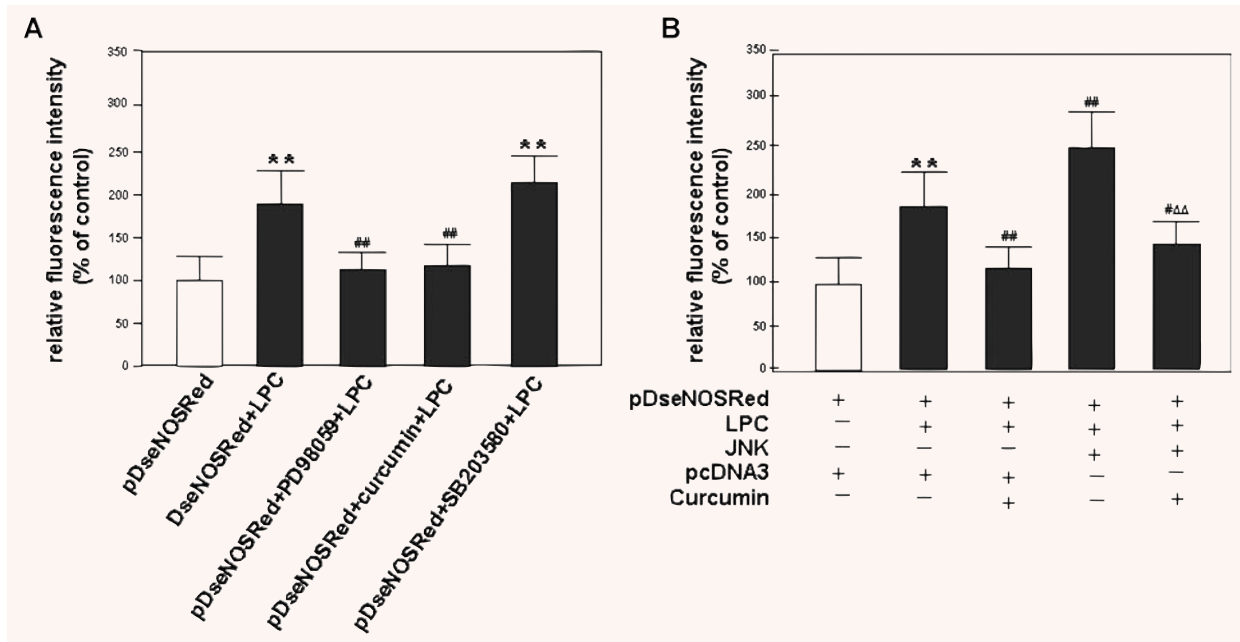 A
relative fluorescence intensity
(% of control)
350
300
250
200
150
100
50
0
**
##
##
**
pDseNOSRed
DseNOSRed+LPC
pDseNOSRed+PD98059+LPC
pDseNOSRed+curcumin+LPC
pDseNOSRed+SB203580+LPC
B
relative fluorescence intensity
(% of control)
350
300
250
200
150
100
50
0
**
##
##
#ΔΔ
pDseNOSRed + + + + +
LPC — + + + +
JNK — — — + +
pcDNA3 + + + — —
Curcumin — — + — +